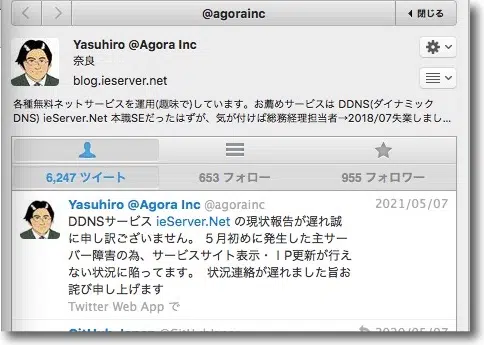 @agorainc
閉じる
Yasuhiro @Agora Inc
奈良
blog.ieserver.net
各種無料ネットサービスを運用(趣味で)しています。お薦めサービスは DDNS(ダイナミック
DNS) ieServer.Net 本職SEだったはずが、気が付けば総務経理担当者→2018/07失業しまし…
6,247 ツイート 653 フォロー 955 フォロワー
Yasuhiro @Agora Inc @agorainc 2021/05/07
DDNSサービス ieServer.Net の現状報告が遅れ誠
に申し訳ございません。 5月初めに発生した主サー
バー障害の為、サービスサイト表示・IP更新が行え
ない状況に陥ってます。 状況連絡が遅れました旨お
詫び申し上げます
Twitter Web App で